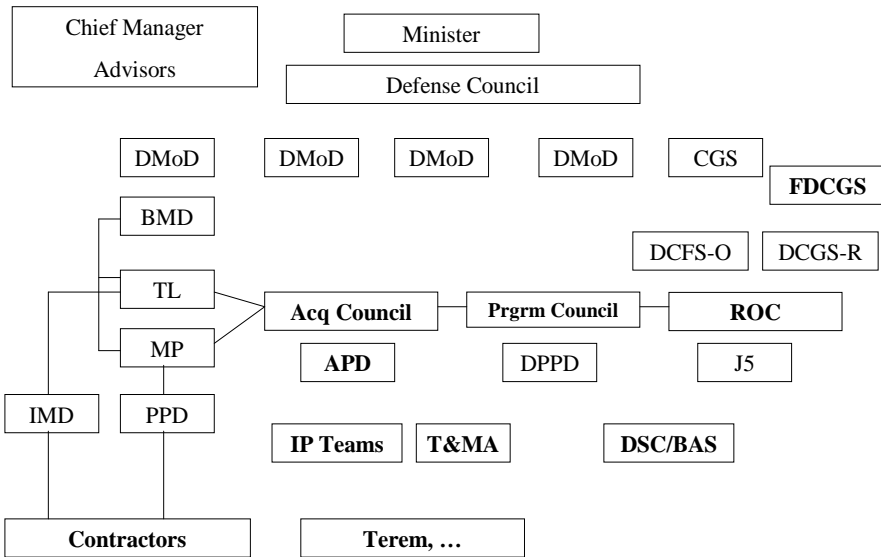 Chief Manager
Advisors
Minister
Defense Council
DMoD
DMoD
DMoD
DMoD
CGS
FDCGS
BMD
DCFS-O
DCGS-R
TL
Acq Council
Prgrm Council
ROC
MP
APD
DPPD
J5
IMD
PPD
IP Teams
T&MA
DSC/BAS
Contractors
Terem, …